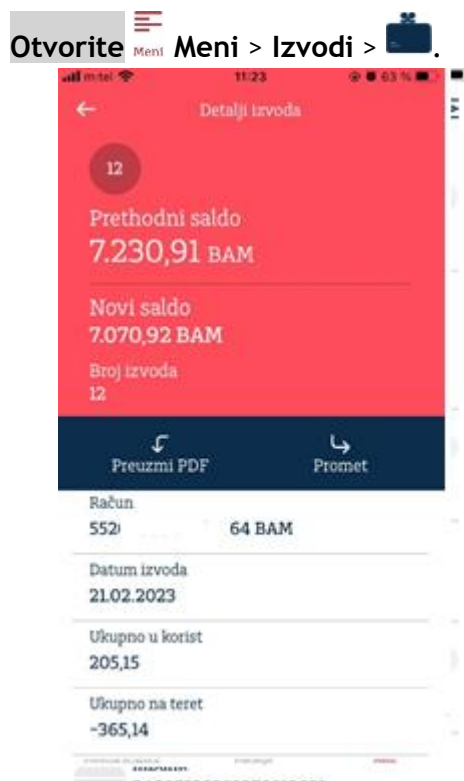 Otvorite Meni Meni > Izvodi > .
m:tel 11:23 63 %
Detalji izvoda
12
Prethodni saldo
7.230,91 BAM
Novi saldo
7.070,92 BAM
Broj izvoda
12
Preuzmi PDF Promet
Račun
552 64 BAM
Datum izvoda
21.02.2023
Ukupno u korist
205,15
Ukupno na teret
-365,14